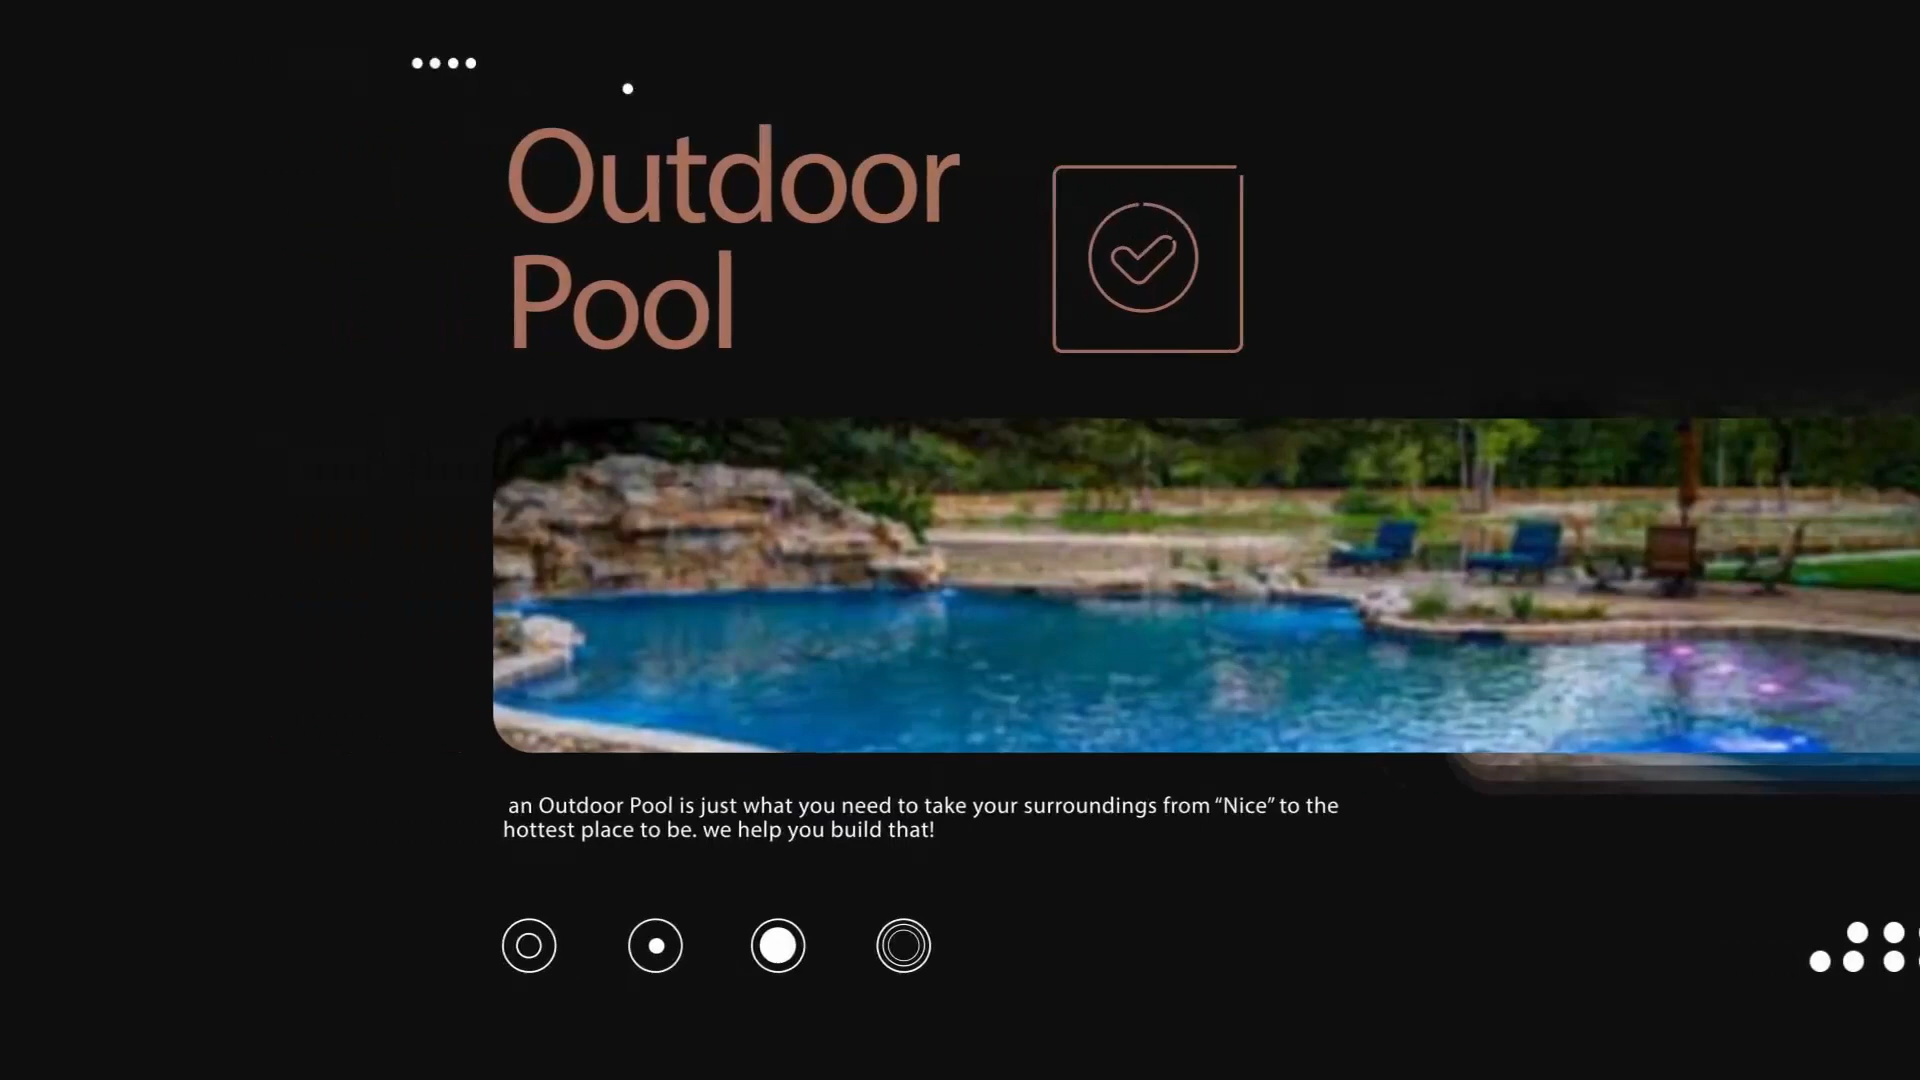 Outdoor
Pool
an Outdoor Pool is just what you need to take your surroundings from “Nice” to the
hottest place to be. we help you build that!